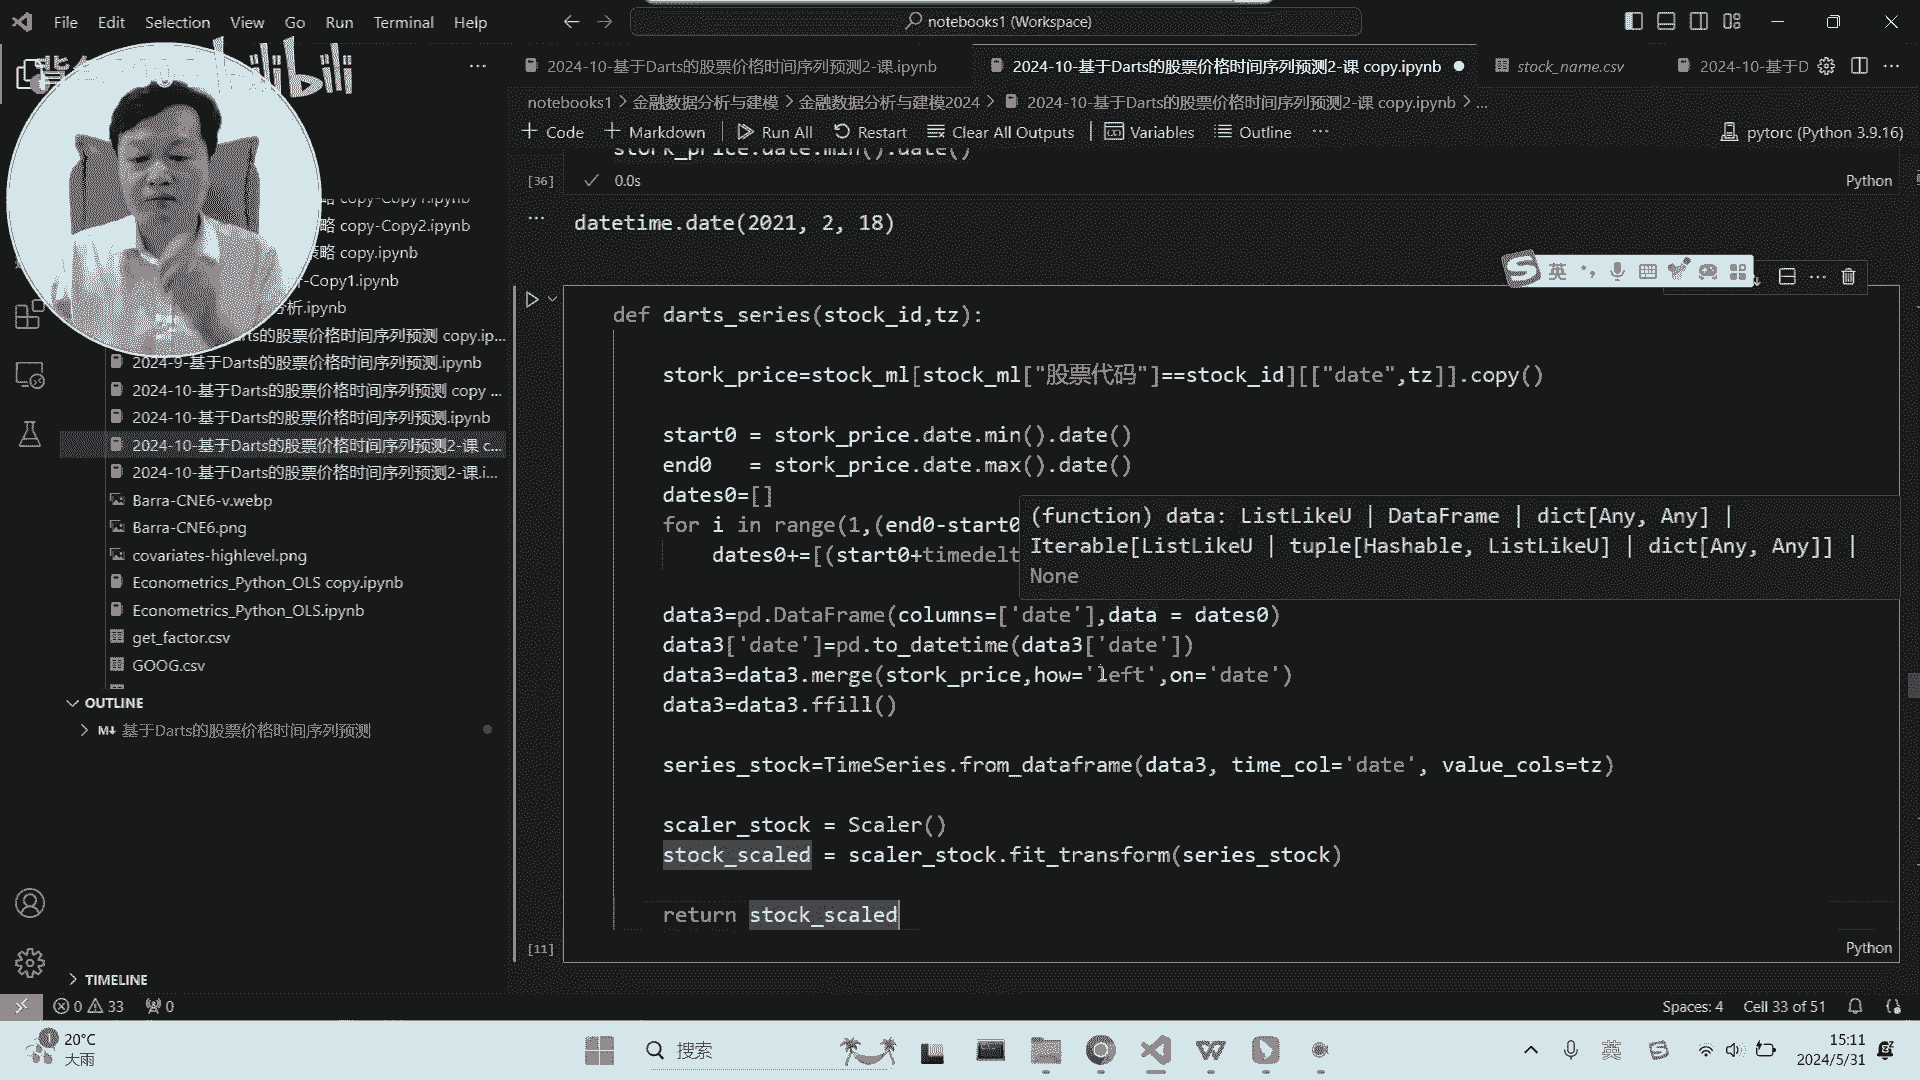 File Edit Selection View Go Run Terminal Help
notebooks1 (Workspace)
bilibili
2024-10-基于Darts的股票价格时间序列预测2-课.ipynb
2024-10-基于Darts的股票价格时间序列预测2-课 copy.ipynb
stock_name.csv
2024-10-基于D
notebooks1 > 金融数据分析与建模 > 金融数据分析与建模2024 > 2024-10-基于Darts的股票价格时间序列预测2-课 copy.ipynb > ...
+ Code + Markdown Run All Restart Clear All Outputs Variables Outline ...
pytorc (Python 3.9.16)
stork_price.date.min().date()
[36] 0.0s
Python
datetime.date(2021, 2, 18)
英
略 copy-Copy1.ipynb
略 copy-Copy2.ipynb
略 copy.ipynb
-Copy1.ipynb
析.ipynb
arts的股票价格时间序列预测 copy.ip...
2024-9-基于Darts的股票价格时间序列预测.ipynb
2024-10-基于Darts的股票价格时间序列预测 copy ...
2024-10-基于Darts的股票价格时间序列预测.ipynb
2024-10-基于Darts的股票价格时间序列预测2-课 c...
2024-10-基于Darts的股票价格时间序列预测2-课.i...
Barra-CNE6-v.webp
Barra-CNE6.png
covariates-highlevel.png
Econometrics_Python_OLS copy.ipynb
Econometrics_Python_OLS.ipynb
get_factor.csv
GOOG.csv
OUTLINE
M↓ 基于Darts的股票价格时间序列预测
TIMELINE
def darts_series(stock_id,tz):
stork_price=stock_ml[stock_ml["股票代码"]==stock_id][["date",tz]].copy()
start0 = stork_price.date.min().date()
end0   = stork_price.date.max().date()
dates0=[]
for i in range(1,(end0-start0
dates0+=[(start0+timedelt
(function) data: ListLikeU | DataFrame | dict[Any, Any] |
Iterable[ListLikeU | tuple[Hashable, ListLikeU] | dict[Any, Any]] |
None
data3=pd.DataFrame(columns=['date'],data = dates0)
data3['date']=pd.to_datetime(data3['date'])
data3=data3.merge(stork_price,how='left',on='date')
data3=data3.ffill()
series_stock=TimeSeries.from_dataframe(data3, time_col='date', value_cols=tz)
scaler_stock = Scaler()
stock_scaled = scaler_stock.fit_transform(series_stock)
return stock_scaled
[11]
Python
0 33 0
Spaces: 4 Cell 33 of 51
20°C
大雨
搜索
英
15:11
2024/5/31